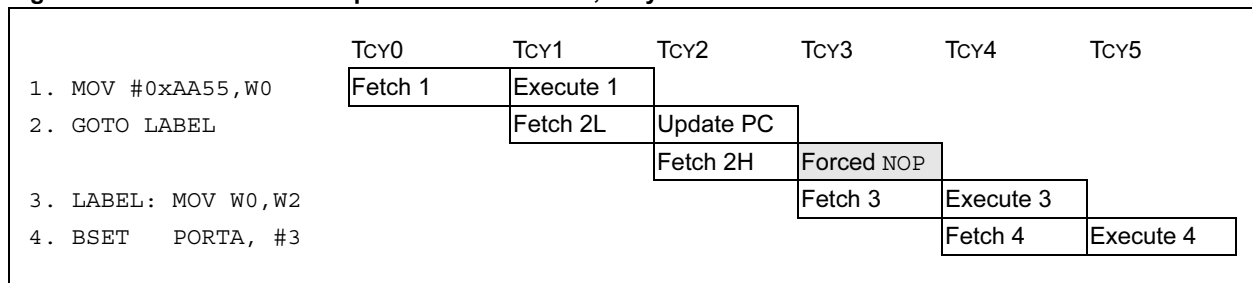 TCY0 TCY1 TCY2 TCY3 TCY4 TCY5
1. MOV #0xAA55,W0 Fetch 1 Execute 1
2. GOTO LABEL Fetch 2L Update PC
Fetch 2H Forced NOP
3. LABEL: MOV W0,W2 Fetch 3 Execute 3
4. BSET PORTA, #3 Fetch 4 Execute 4